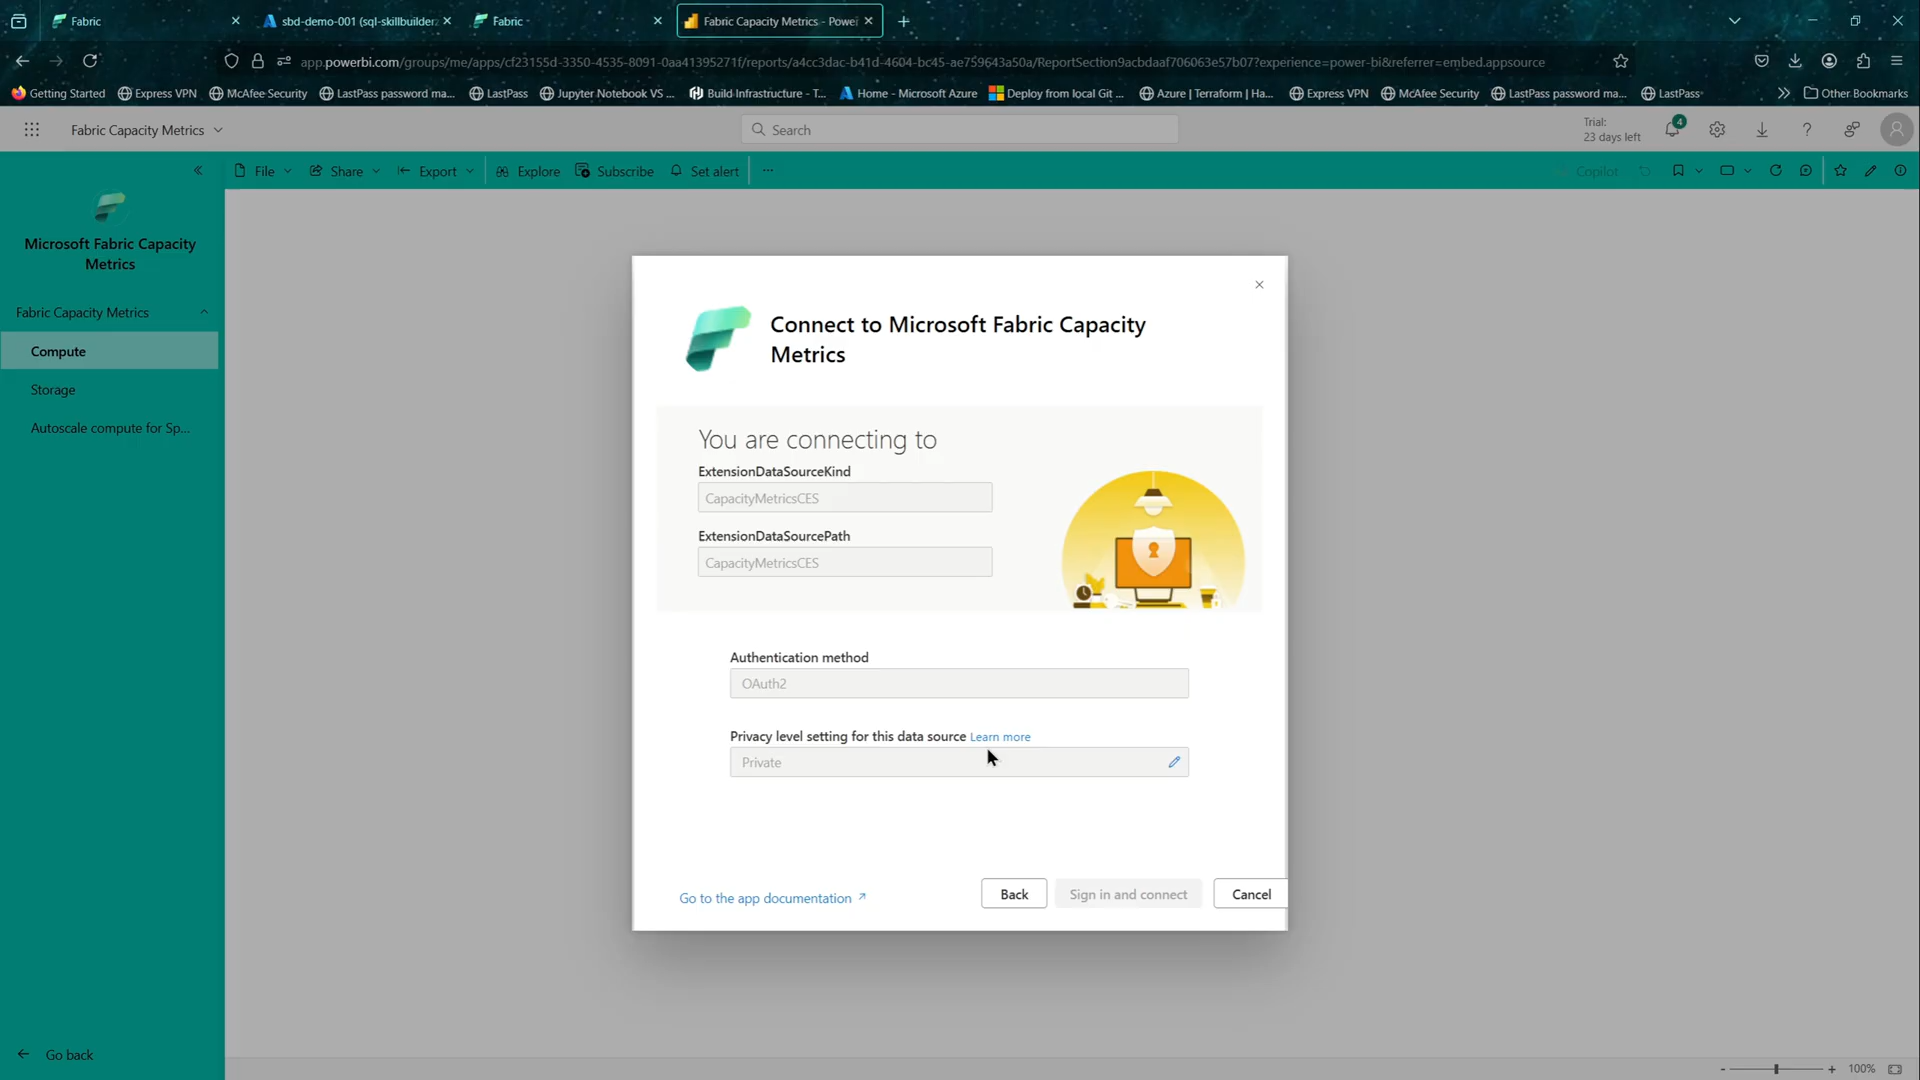 Fabric
sbd-demo-001 (sql-skillbuilder
Fabric
Fabric Capacity Metrics - Power
app.powerbi.com/groups/me/apps/cf23155d-3350-4535-8091-0aa41395271f/reports/a4cc3dac-b41d-4604-bc45-ae759643a50a/ReportSection9acbdaaf706063e57b07?experience=power-bi&referrer=embed.appsource
Getting Started
Express VPN
McAfee Security
LastPass password ma...
LastPass
Jupyter Notebook VS ...
Build Infrastructure - T...
Home - Microsoft Azure
Deploy from local Git ...
Azure | Terraform | Ha...
Express VPN
McAfee Security
LastPass password ma...
LastPass
Other Bookmarks
Fabric Capacity Metrics
Search
Trial:
23 days left
4
File
Share
Export
Explore
Subscribe
Set alert
...
Copilot
Microsoft Fabric Capacity
Metrics
Fabric Capacity Metrics
Compute
Storage
Autoscale compute for Sp...
Go back
Connect to Microsoft Fabric Capacity
Metrics
You are connecting to
ExtensionDataSourceKind
CapacityMetricsCES
ExtensionDataSourcePath
CapacityMetricsCES
Authentication method
OAuth2
Privacy level setting for this data source Learn more
Private
Go to the app documentation
Back
Sign in and connect
Cancel
- + 100%